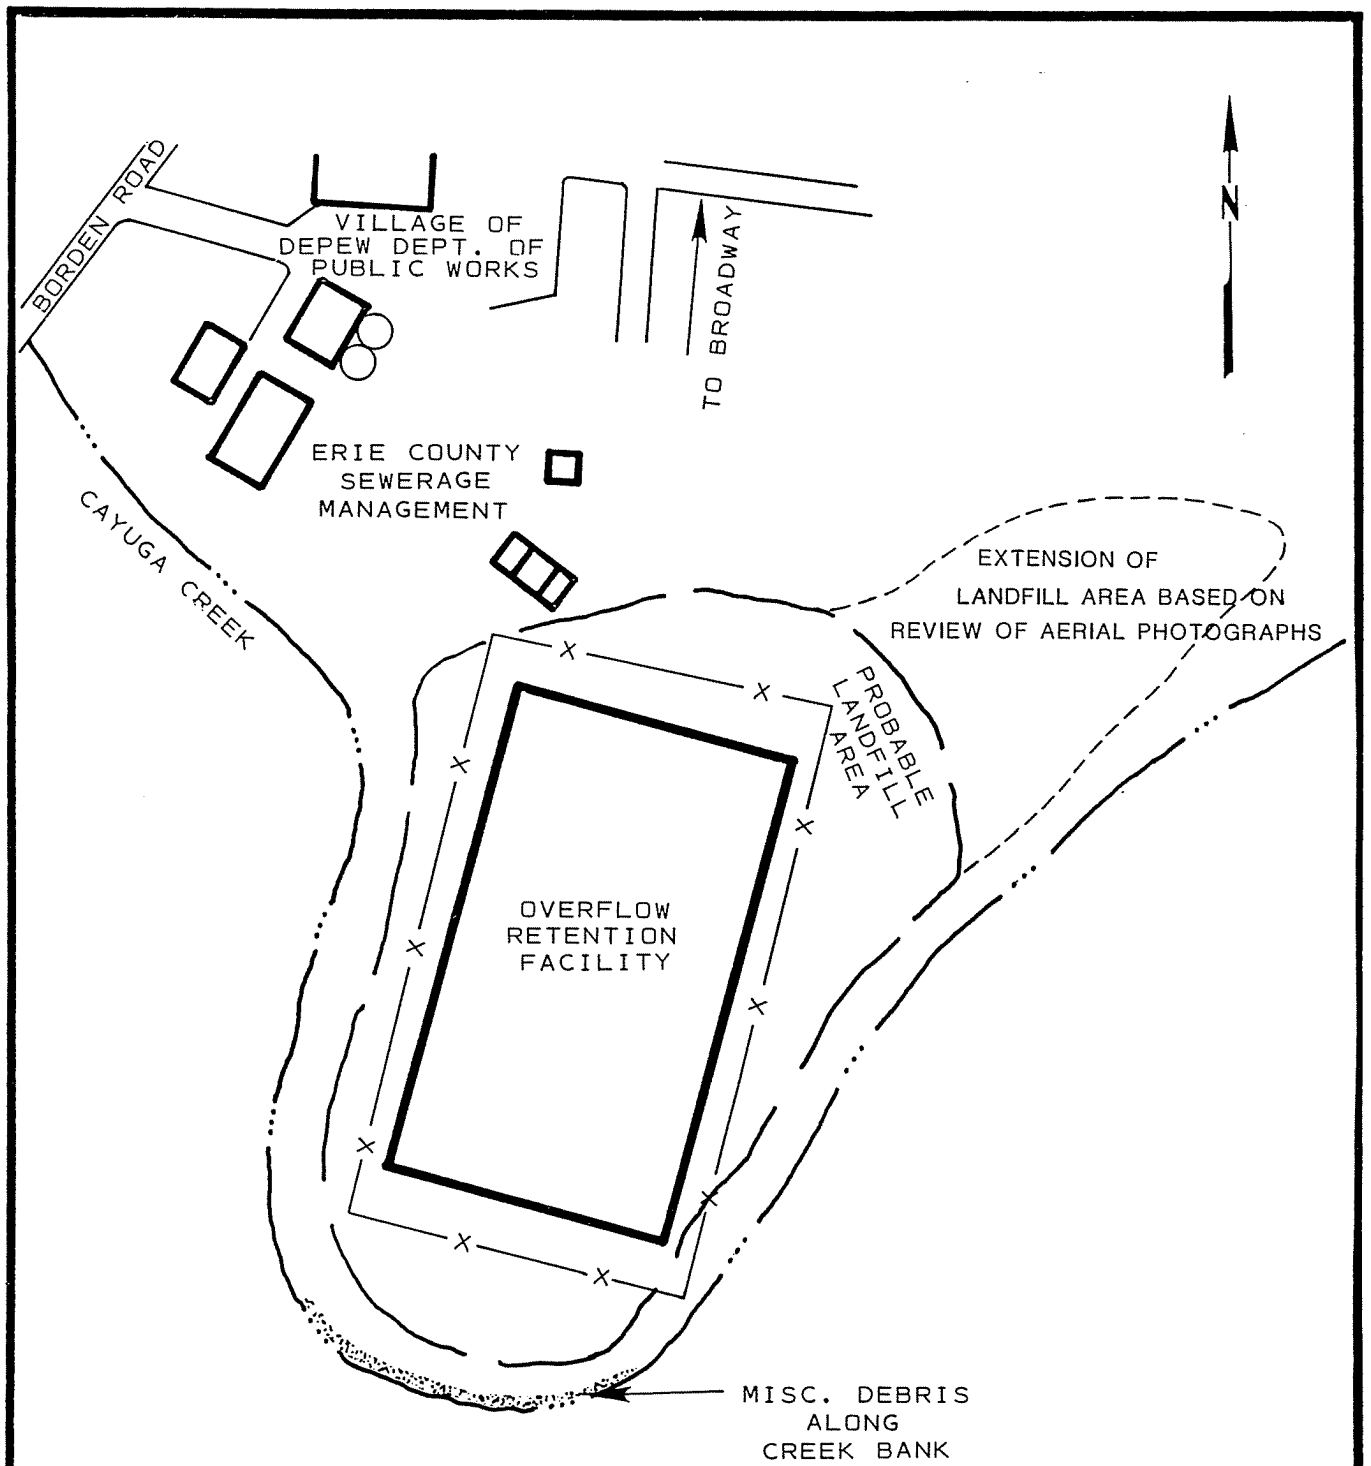 N
BORDEN ROAD
VILLAGE OF
DEPEW DEPT. OF
PUBLIC WORKS
TO BROADWAY
ERIE COUNTY
SEWERAGE
MANAGEMENT
CAYUGA CREEK
EXTENSION OF
LANDFILL AREA BASED ON
REVIEW OF AERIAL PHOTOGRAPHS
PROBABLE
LANDFILL
AREA
OVERFLOW
RETENTION
FACILITY
MISC. DEBRIS
ALONG
CREEK BANK